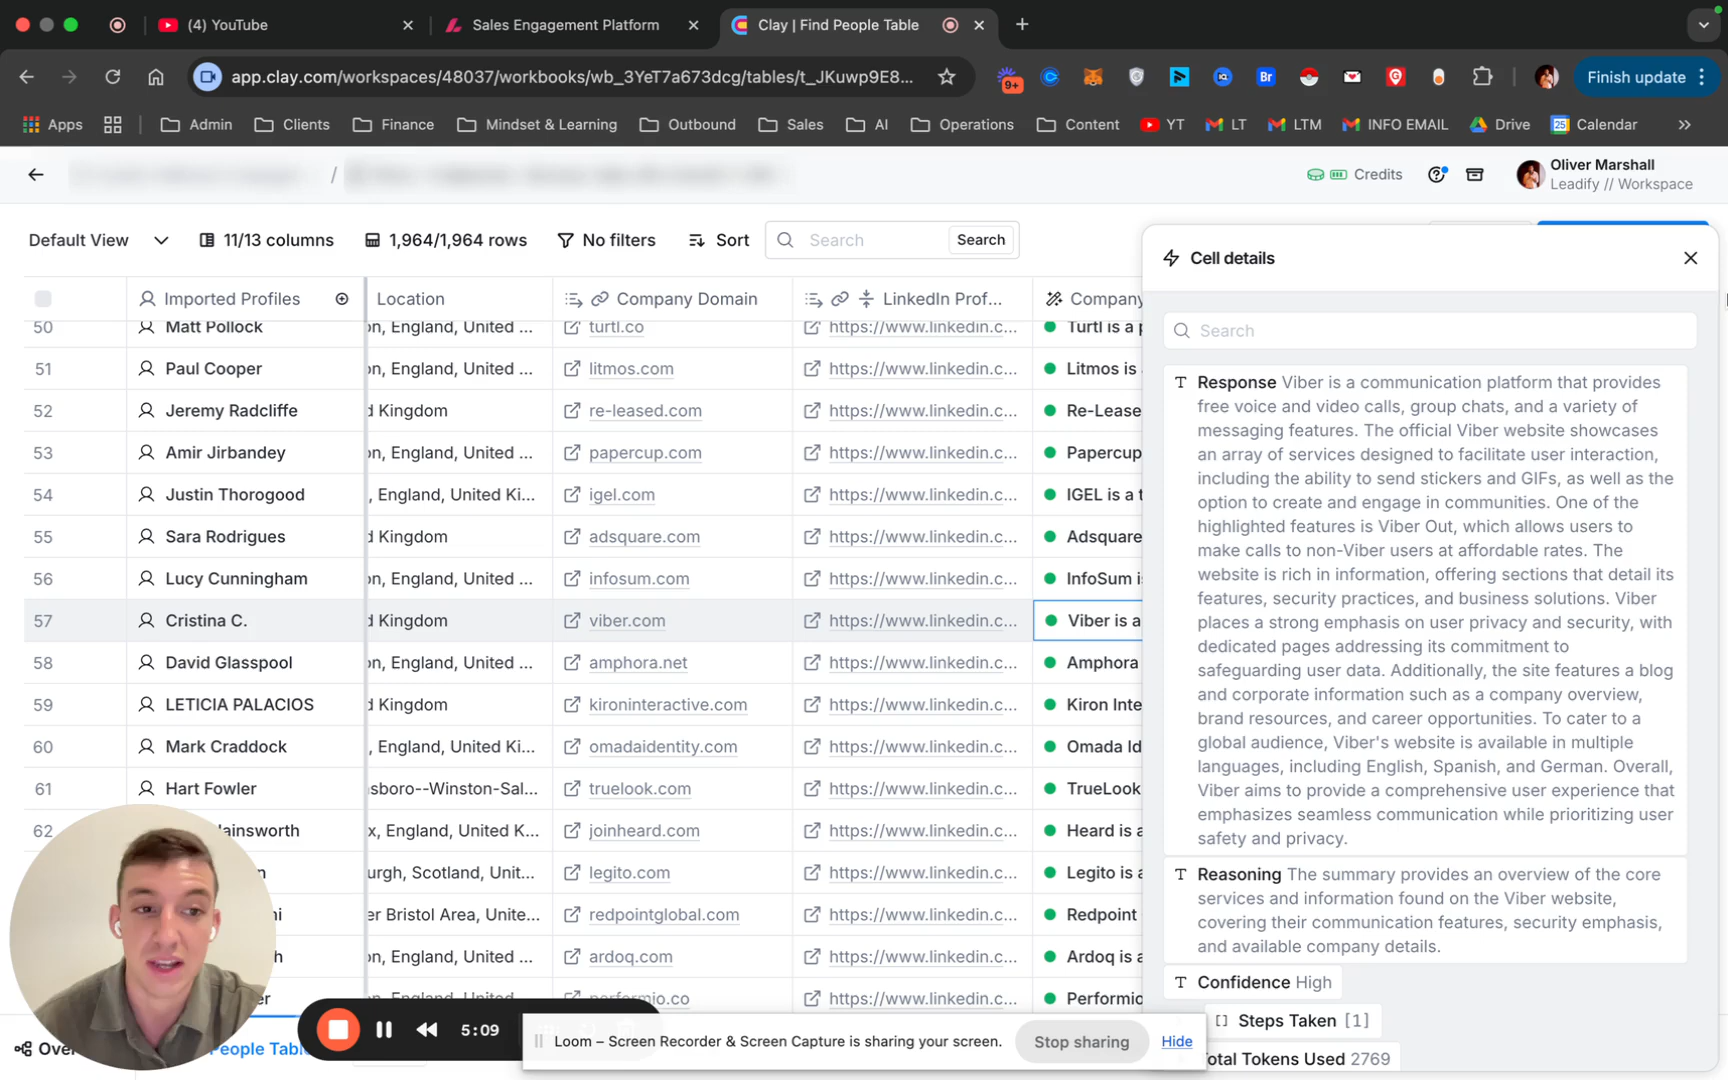 (4) YouTube
Sales Engagement Platform
Clay | Find People Table
app.clay.com/workspaces/48037/workbooks/wb_3YeT7a673dcg/tables/t_JKuwp9E8...
9+
Br
Finish update
Apps
Admin
Clients
Finance
Mindset & Learning
Outbound
Sales
AI
Operations
Content
YT
LT
LTM
INFO EMAIL
Drive
Calendar
/
Credits
Oliver Marshall
Leadify // Workspace
Default View
11/13 columns
1,964/1,964 rows
No filters
Sort
Search
Search
Imported Profiles
Location
Company Domain
LinkedIn Prof...
Company
50 Matt Pollock on, England, United ... turtl.co https://www.linkedin.c... Turtl is a p
51 Paul Cooper on, England, United ... litmos.com https://www.linkedin.c... Litmos is
52 Jeremy Radcliffe d Kingdom re-leased.com https://www.linkedin.c... Re-Lease
53 Amir Jirbandey on, England, United ... papercup.com https://www.linkedin.c... Papercup
54 Justin Thorogood , England, United Ki... igel.com https://www.linkedin.c... IGEL is a t
55 Sara Rodrigues d Kingdom adsquare.com https://www.linkedin.c... Adsquare
56 Lucy Cunningham on, England, United ... infosum.com https://www.linkedin.c... InfoSum i
57 Cristina C. d Kingdom viber.com https://www.linkedin.c... Viber is a
58 David Glasspool on, England, United ... amphora.net https://www.linkedin.c... Amphora
59 LETICIA PALACIOS d Kingdom kironinteractive.com https://www.linkedin.c... Kiron Inte
60 Mark Craddock , England, United Ki... omadaidentity.com https://www.linkedin.c... Omada Id
61 Hart Fowler nsboro--Winston-Sal... truelook.com https://www.linkedin.c... TrueLook
62 ainsworth x, England, United K... joinheard.com https://www.linkedin.c... Heard is a
n urgh, Scotland, Unit... legito.com https://www.linkedin.c... Legito is a
ni er Bristol Area, Unite... redpointglobal.com https://www.linkedin.c... Redpoint
h on, England, United ... ardoq.com https://www.linkedin.c... Ardoq is a
er performio.co https://www.linkedin.c... Performio
Cell details
Search
Response Viber is a communication platform that provides
free voice and video calls, group chats, and a variety of
messaging features. The official Viber website showcases
an array of services designed to facilitate user interaction,
including the ability to send stickers and GIFs, as well as the
option to create and engage in communities. One of the
highlighted features is Viber Out, which allows users to
make calls to non-Viber users at affordable rates. The
website is rich in information, offering sections that detail its
features, security practices, and business solutions. Viber
places a strong emphasis on user privacy and security, with
dedicated pages addressing its commitment to
safeguarding user data. Additionally, the site features a blog
and corporate information such as a company overview,
brand resources, and career opportunities. To cater to a
global audience, Viber's website is available in multiple
languages, including English, Spanish, and German. Overall,
Viber aims to provide a comprehensive user experience that
emphasizes seamless communication while prioritizing user
safety and privacy.
Reasoning The summary provides an overview of the core
services and information found on the Viber website,
covering their communication features, security emphasis,
and available company details.
Confidence High
Steps Taken [1]
otal Tokens Used 2769
Over
People Tabl
5:09
Loom – Screen Recorder & Screen Capture is sharing your screen.
Stop sharing
Hide